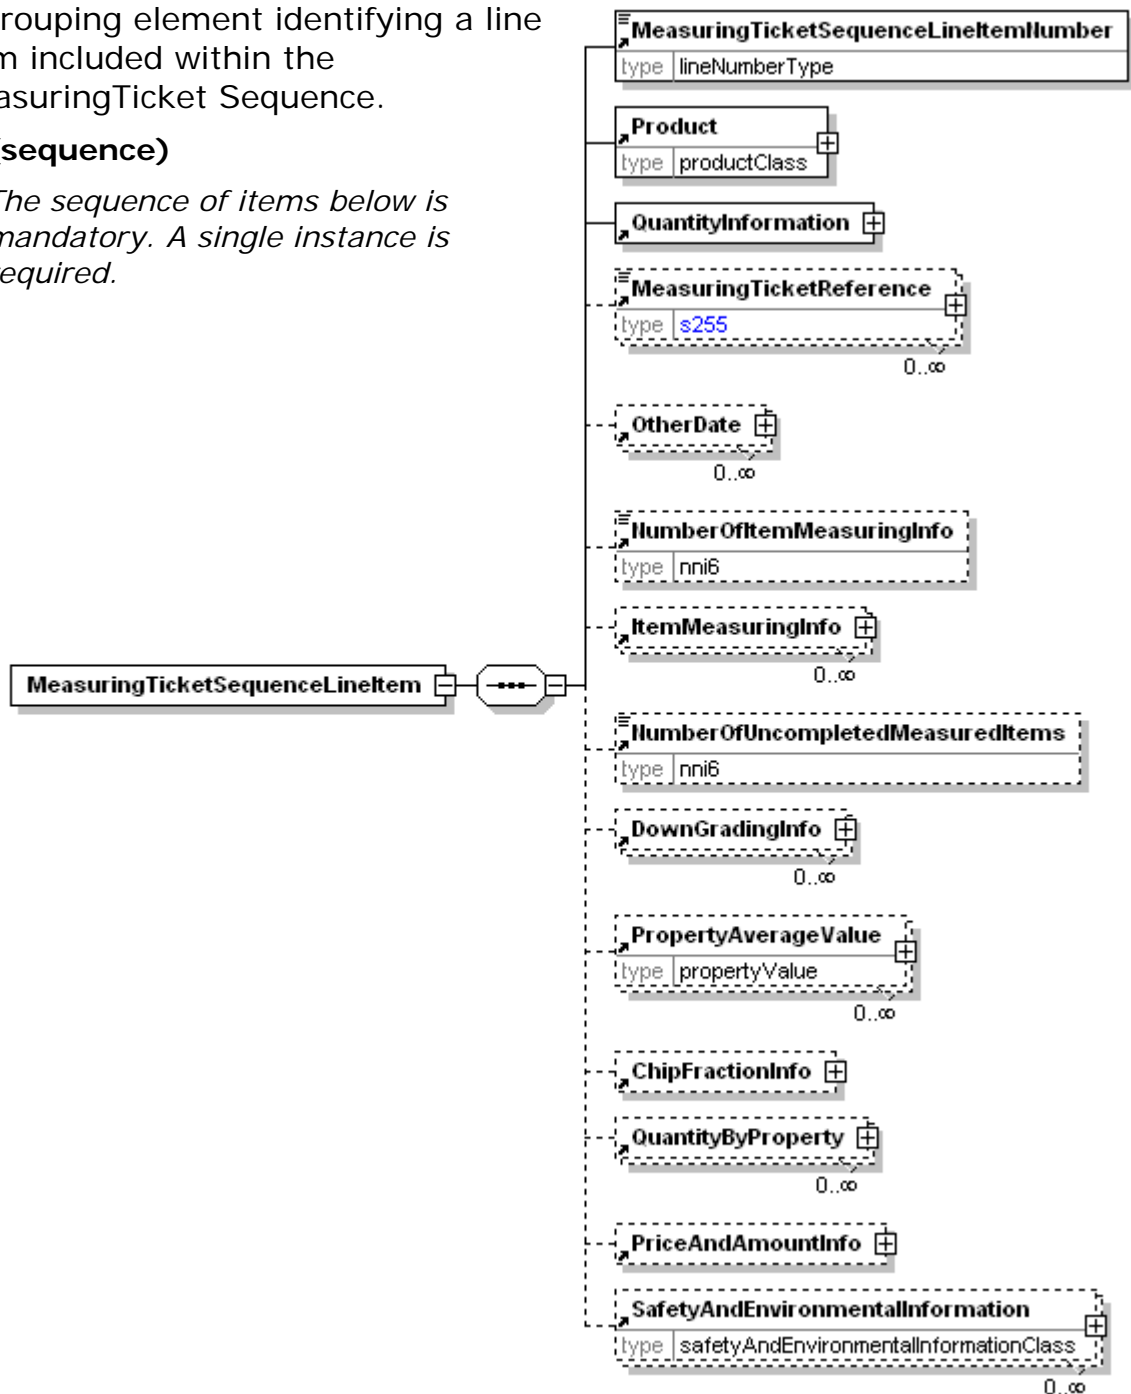 rouping element identifying a line
m included within the
asuringTicket Sequence.
(sequence)
The sequence of items below is
mandatory. A single instance is
required.
MeasuringTicketSequenceLineItem
MeasuringTicketSequenceLineItemNumber
type lineNumberType
Product
type productClass
QuantityInformation
MeasuringTicketReference
type s255
0..∞
OtherDate
0..∞
NumberOfItemMeasuringInfo
type nni6
ItemMeasuringInfo
0..∞
NumberOfUncompletedMeasuredItems
type nni6
DownGradingInfo
0..∞
PropertyAverageValue
type propertyValue
0..∞
ChipFractionInfo
QuantityByProperty
0..∞
PriceAndAmountInfo
SafetyAndEnvironmentalInformation
type safetyAndEnvironmentalInformationClass
0..∞